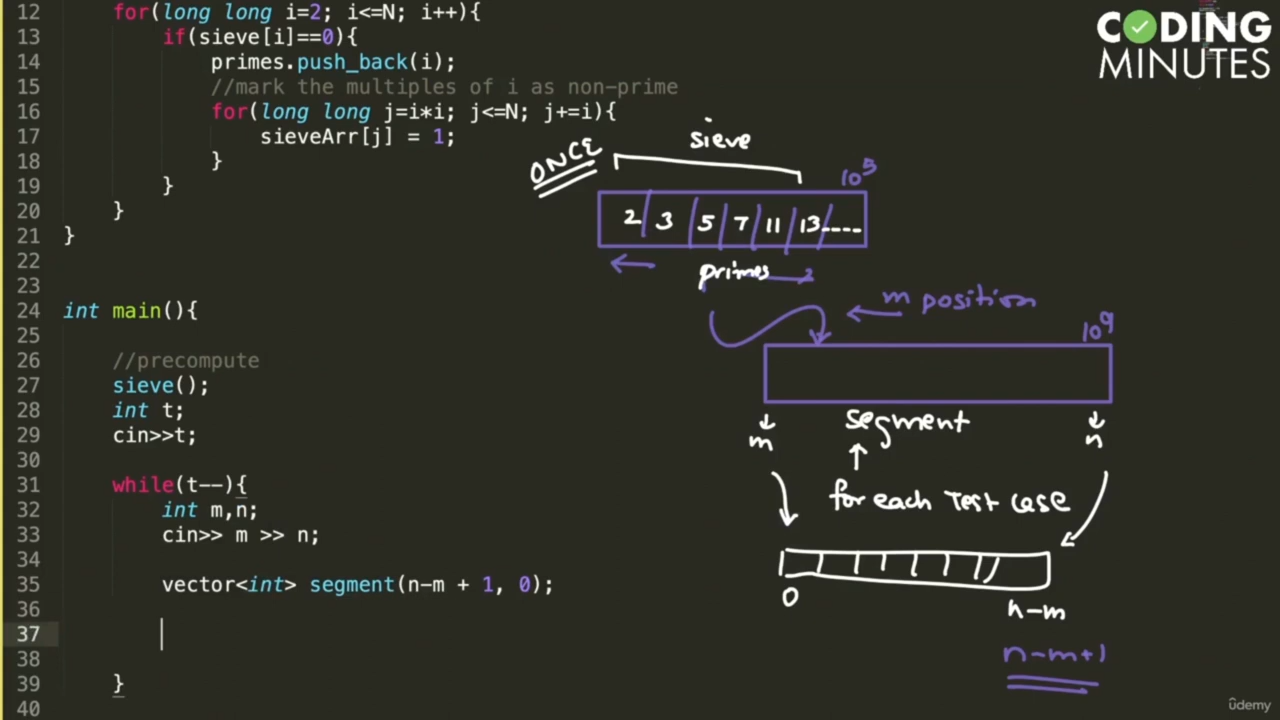 12 for(long long i=2; i<=N; i++){
13 if(sieve[i]==0){
14 primes.push_back(i);
15 //mark the multiples of i as non-prime
16 for(long long j=i*i; j<=N; j+=i){
17 sieveArr[j] = 1;
18 }
19 }
20 }
21 }
22
23
24 int main(){
25
26 //precompute
27 sieve();
28 int t;
29 cin>>t;
30
31 while(t--){
32 int m,n;
33 cin>> m >> n;
34
35 vector<int> segment(n-m + 1, 0);
36
37
38
39 }
40
CODING
MINUTES
ONCE
sieve
10^5
2 3 5 7 11 13 ----
primes
m position
10^9
segment
m
n
for each Test case
0
n-m
n-m+1
ûdemy